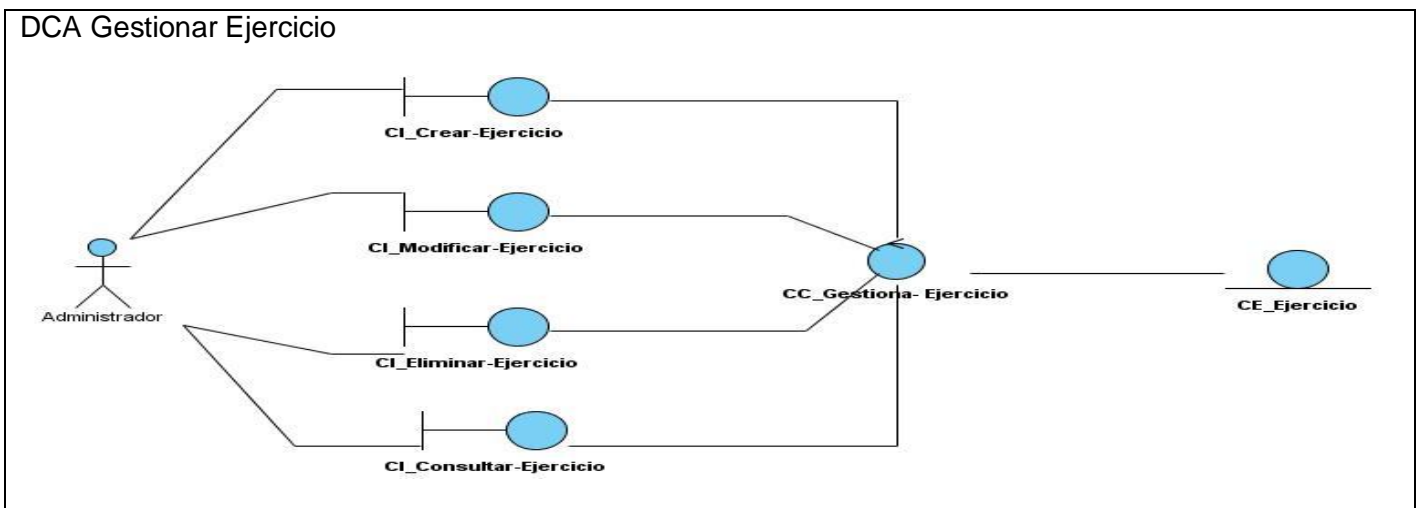 DCA Gestionar Ejercicio
CI_Crear-Ejercicio
CI_Modificar-Ejercicio
CC_Gestiona- Ejercicio
CE_Ejercicio
Administrador
CI_Eliminar-Ejercicio
CI_Consultar-Ejercicio